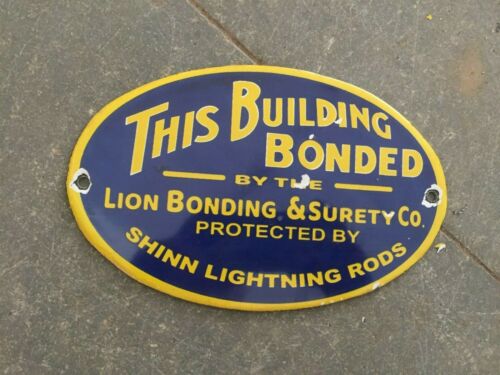 THIS BUILDING
BONDED
BY THE
LION BONDING & SURETY CO.
PROTECTED BY
SHINN LIGHTNING RODS